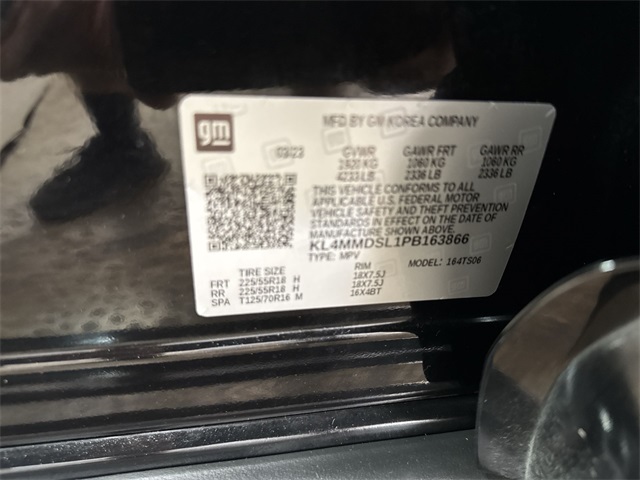 gm
MFD BY GM KOREA COMPANY
03/23 GVWR GAWR FRT GAWR RR
1920 KG 1060 KG 1060 KG
4233 LB 2336 LB 2336 LB
THIS VEHICLE CONFORMS TO ALL
APPLICABLE U.S. FEDERAL MOTOR
VEHICLE SAFETY AND THEFT PREVENTION
STANDARDS IN EFFECT ON THE DATE OF
MANUFACTURE SHOWN ABOVE.
KL4MMDSL1PB163866
TYPE: MPV MODEL: 164TS06
TIRE SIZE RIM
FRT 225/55R18 H 18X7.5J
RR 225/55R18 H 18X7.5J
SPA T125/70R16 M 16X4BT